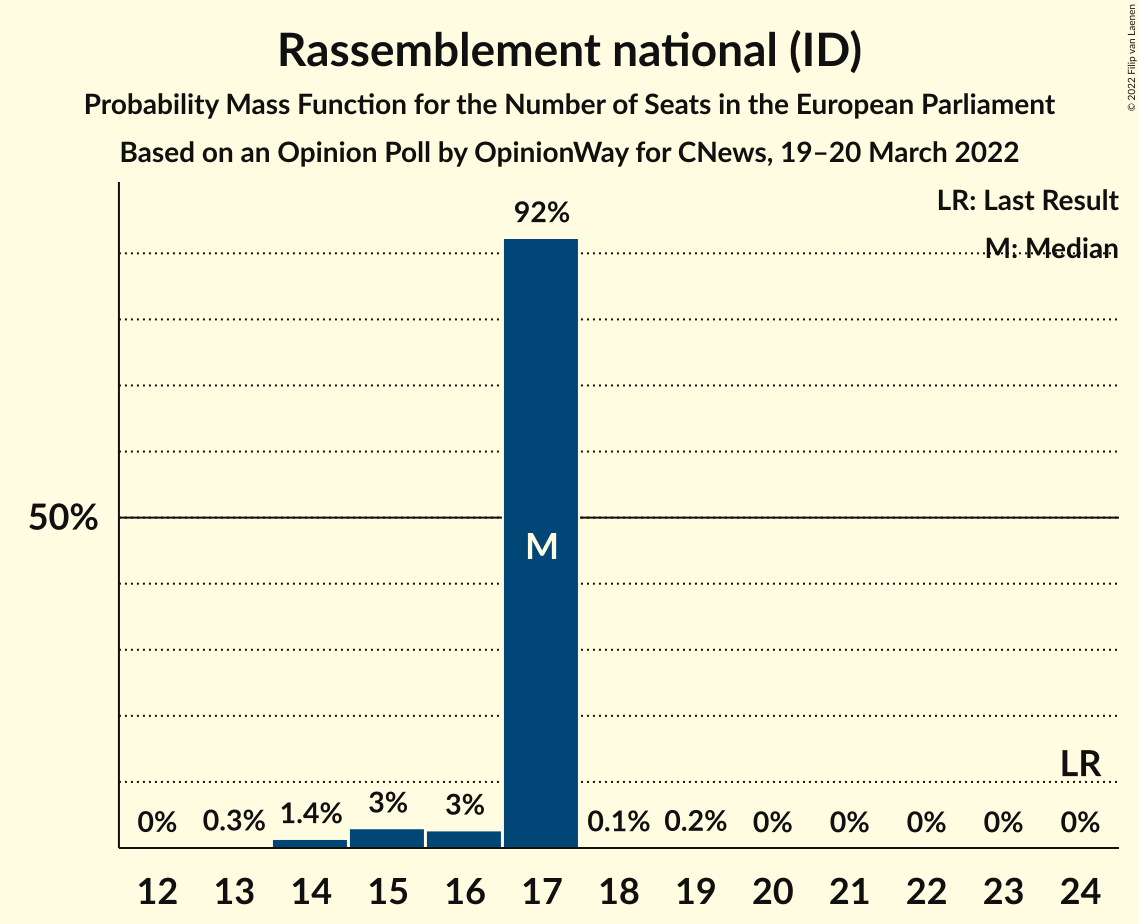 Rassemblement national (ID)
Probability Mass Function for the Number of Seats in the European Parliament
Based on an Opinion Poll by OpinionWay for CNews, 19–20 March 2022
© 2022 Filip van Laenen
LR: Last Result
M: Median
92%
50%
M
LR
0% 0.3% 1.4% 3% 3% 0.1% 0.2% 0% 0% 0% 0% 0%
12 13 14 15 16 17 18 19 20 21 22 23 24